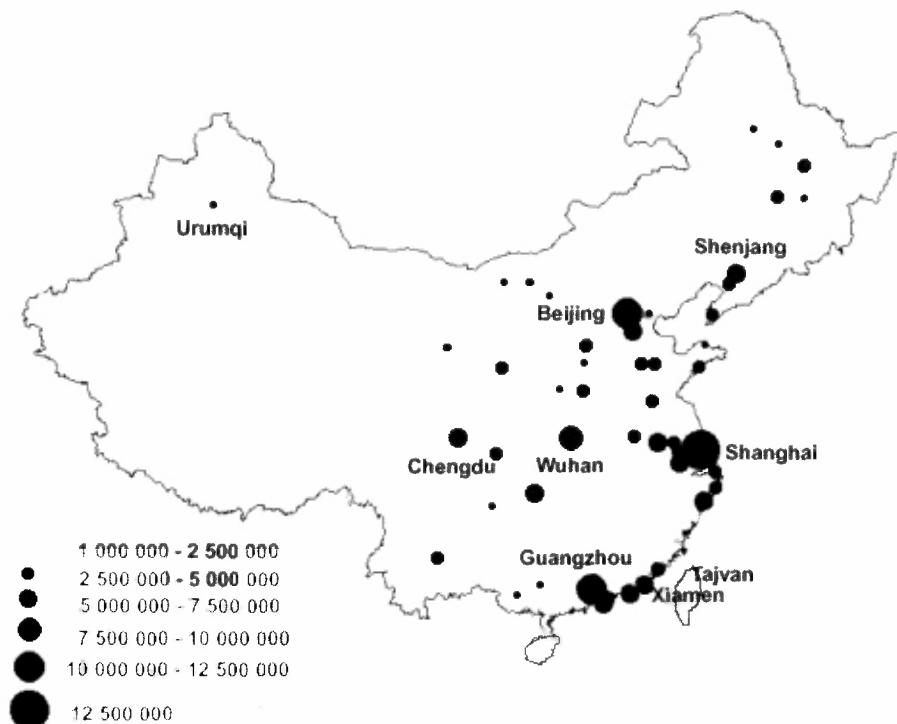 Urumqi
Shenjang
Beijing
Chengdu
Wuhan
Shanghai
Guangzhou
Tajvan
Xiamen
1 000 000 - 2 500 000
2 500 000 - 5 000 000
5 000 000 - 7 500 000
7 500 000 - 10 000 000
10 000 000 - 12 500 000
12 500 000